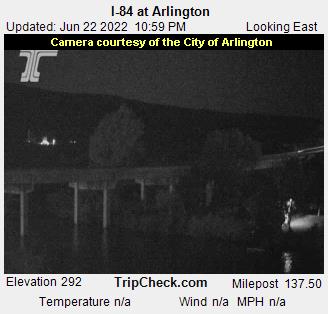 I-84 at Arlington
Updated: Jun 22 2022 10:59 PM Looking East
Camera courtesy of the City of Arlington
Elevation 292 TripCheck.com Milepost 137.50
Temperature n/a Wind n/a MPH n/a